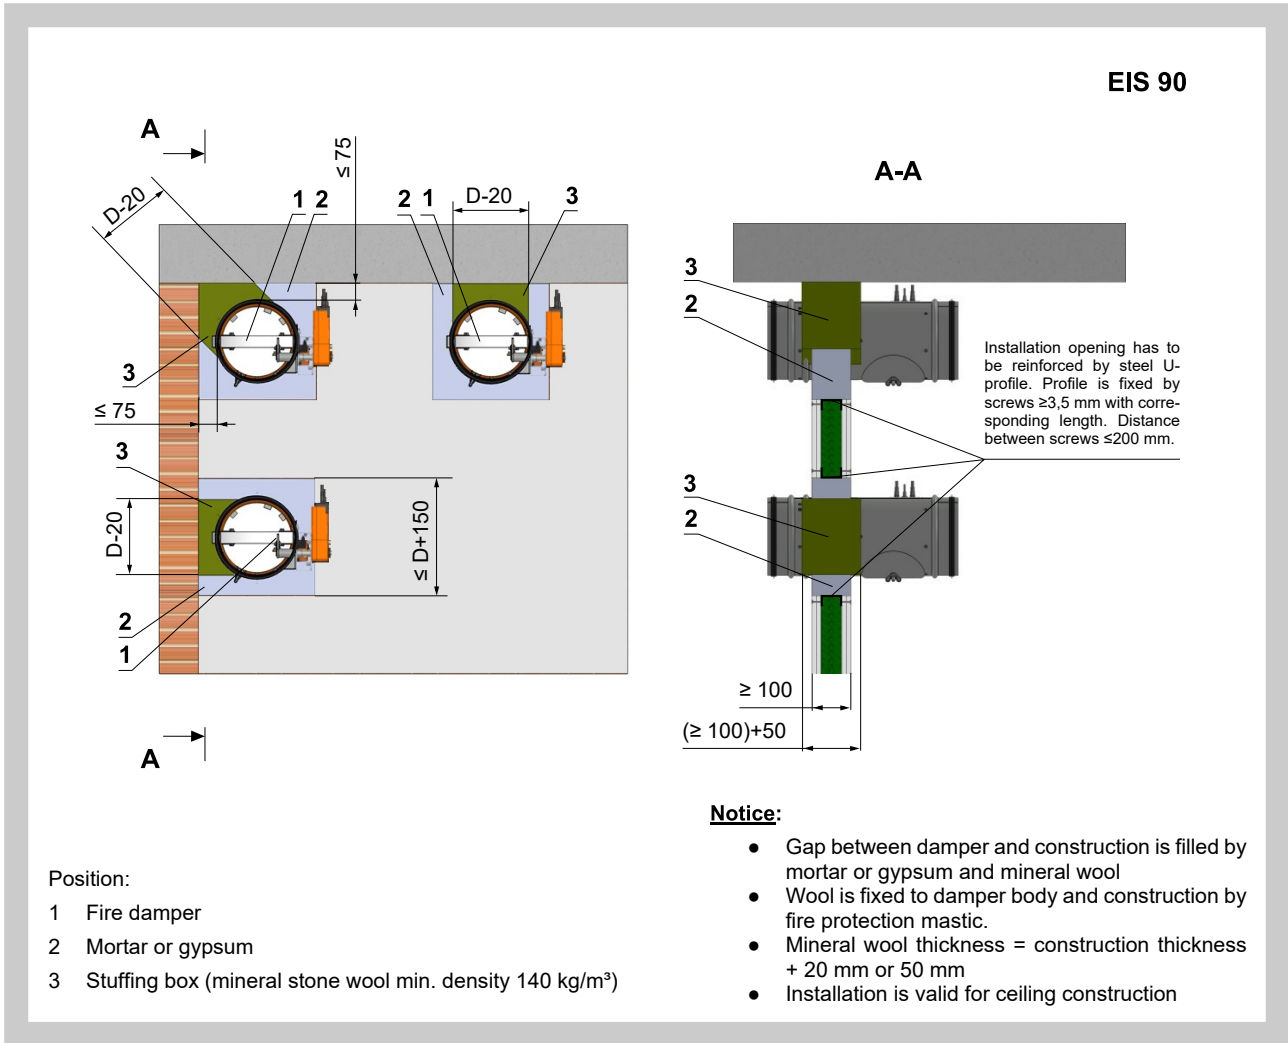 EIS 90
A
≤ 75
D-20
1 2
2 1
D-20
3
3
≤ 75
3
D-20
≤ D+150
2
1
A
A-A
3
2
Installation opening has to
be reinforced by steel U-
profile. Profile is fixed by
screws ≥3,5 mm with corre-
sponding length. Distance
between screws ≤200 mm.
3
2
≥ 100
(≥ 100)+50
Position:
1 Fire damper
2 Mortar or gypsum
3 Stuffing box (mineral stone wool min. density 140 kg/m³)
Notice:
● Gap between damper and construction is filled by
mortar or gypsum and mineral wool
● Wool is fixed to damper body and construction by
fire protection mastic.
● Mineral wool thickness = construction thickness
+ 20 mm or 50 mm
● Installation is valid for ceiling construction